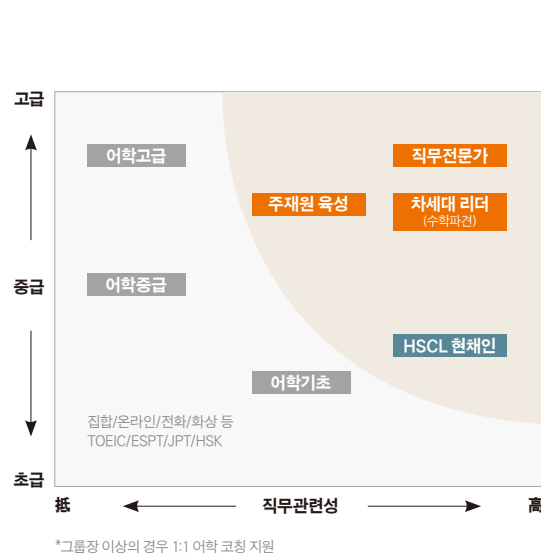 고급
어학고급
직무전문가
주재원 육성
차세대 리더
(수학파견)
중급
어학중급
HSCL 현채인
어학기초
집합/온라인/전화/화상 등
TOEIC/ESPT/JPT/HSK
초급
抵
직무관련성
高
*그룹장 이상의 경우 1:1 어학 코칭 지원